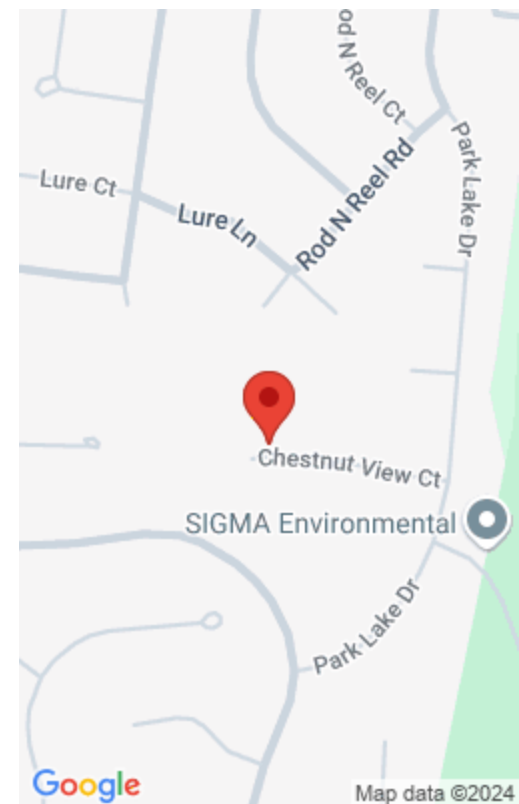 od N Reel Ct
Park Lake Dr
Rod N Reel Rd
Lure Ct
Lure Ln
Chestnut View Ct
SIGMA Environmental
Park Lake Dr
Google
Map data ©2024